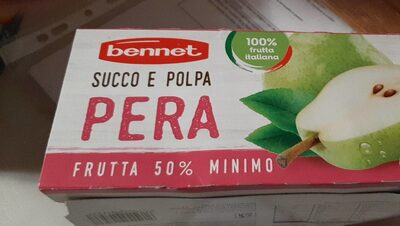 bennet
100%
frutta
italiana
SUCCO E POLPA
PERA
FRUTTA 50% MINIMO